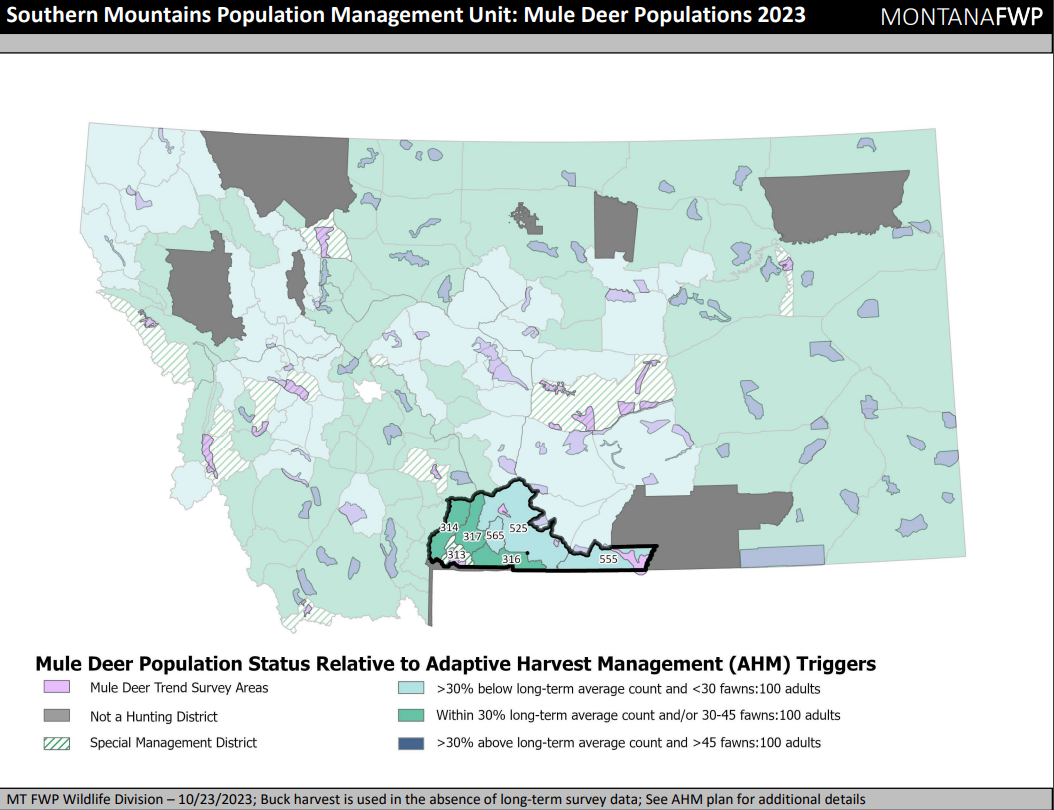 Southern Mountains Population Management Unit: Mule Deer Populations 2023
MONTANAFWP
314
317
565
525
313
316
555
Mule Deer Population Status Relative to Adaptive Harvest Management (AHM) Triggers
Mule Deer Trend Survey Areas
>30% below long-term average count and <30 fawns:100 adults
Not a Hunting District
Within 30% long-term average count and/or 30-45 fawns:100 adults
Special Management District
>30% above long-term average count and >45 fawns:100 adults
MT FWP Wildlife Division – 10/23/2023; Buck harvest is used in the absence of long-term survey data; See AHM plan for additional details